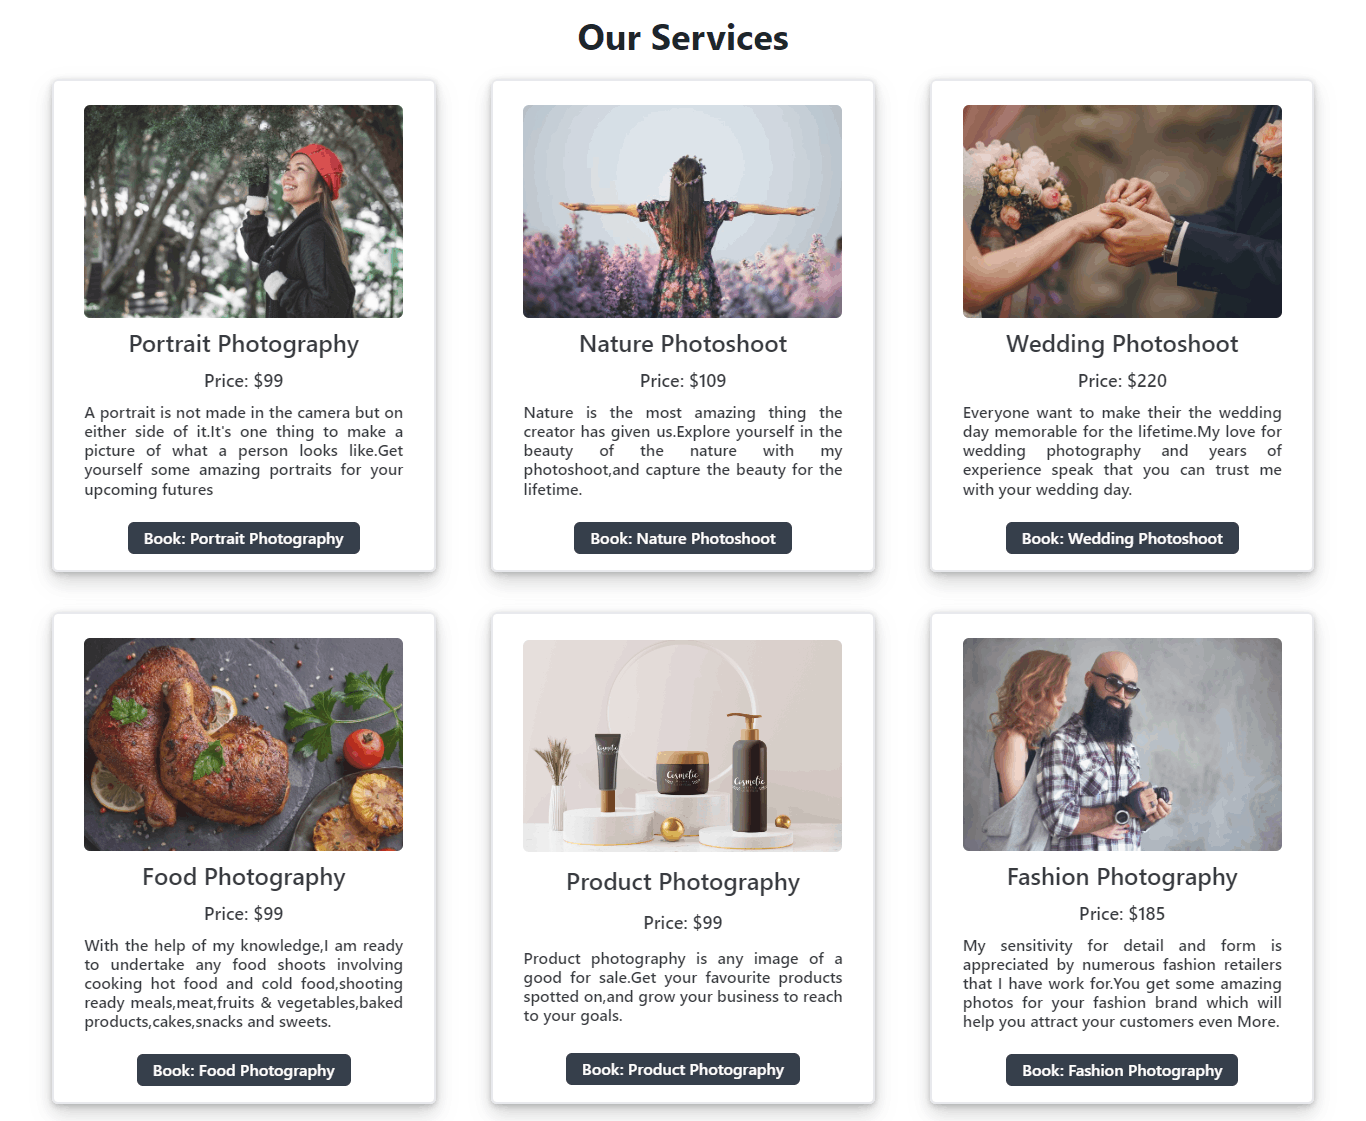 Our Services
Portrait Photography
Price: $99
A portrait is not made in the camera but on
either side of it.It's one thing to make a
picture of what a person looks like.Get
yourself some amazing portraits for your
upcoming futures
Book: Portrait Photography
Nature Photoshoot
Price: $109
Nature is the most amazing thing the
creator has given us.Explore yourself in the
beauty of the nature with my
photoshoot,and capture the beauty for the
lifetime.
Book: Nature Photoshoot
Wedding Photoshoot
Price: $220
Everyone want to make their the wedding
day memorable for the lifetime.My love for
wedding photography and years of
experience speak that you can trust me
with your wedding day.
Book: Wedding Photoshoot
Food Photography
Price: $99
With the help of my knowledge,I am ready
to undertake any food shoots involving
cooking hot food and cold food,shooting
ready meals,meat,fruits & vegetables,baked
products,cakes,snacks and sweets.
Book: Food Photography
Cosmetic
Cosmetic
Cosmetic
Product Photography
Price: $99
Product photography is any image of a
good for sale.Get your favourite products
spotted on,and grow your business to reach
to your goals.
Book: Product Photography
Fashion Photography
Price: $185
My sensitivity for detail and form is
appreciated by numerous fashion retailers
that I have work for.You get some amazing
photos for your fashion brand which will
help you attract your customers even More.
Book: Fashion Photography